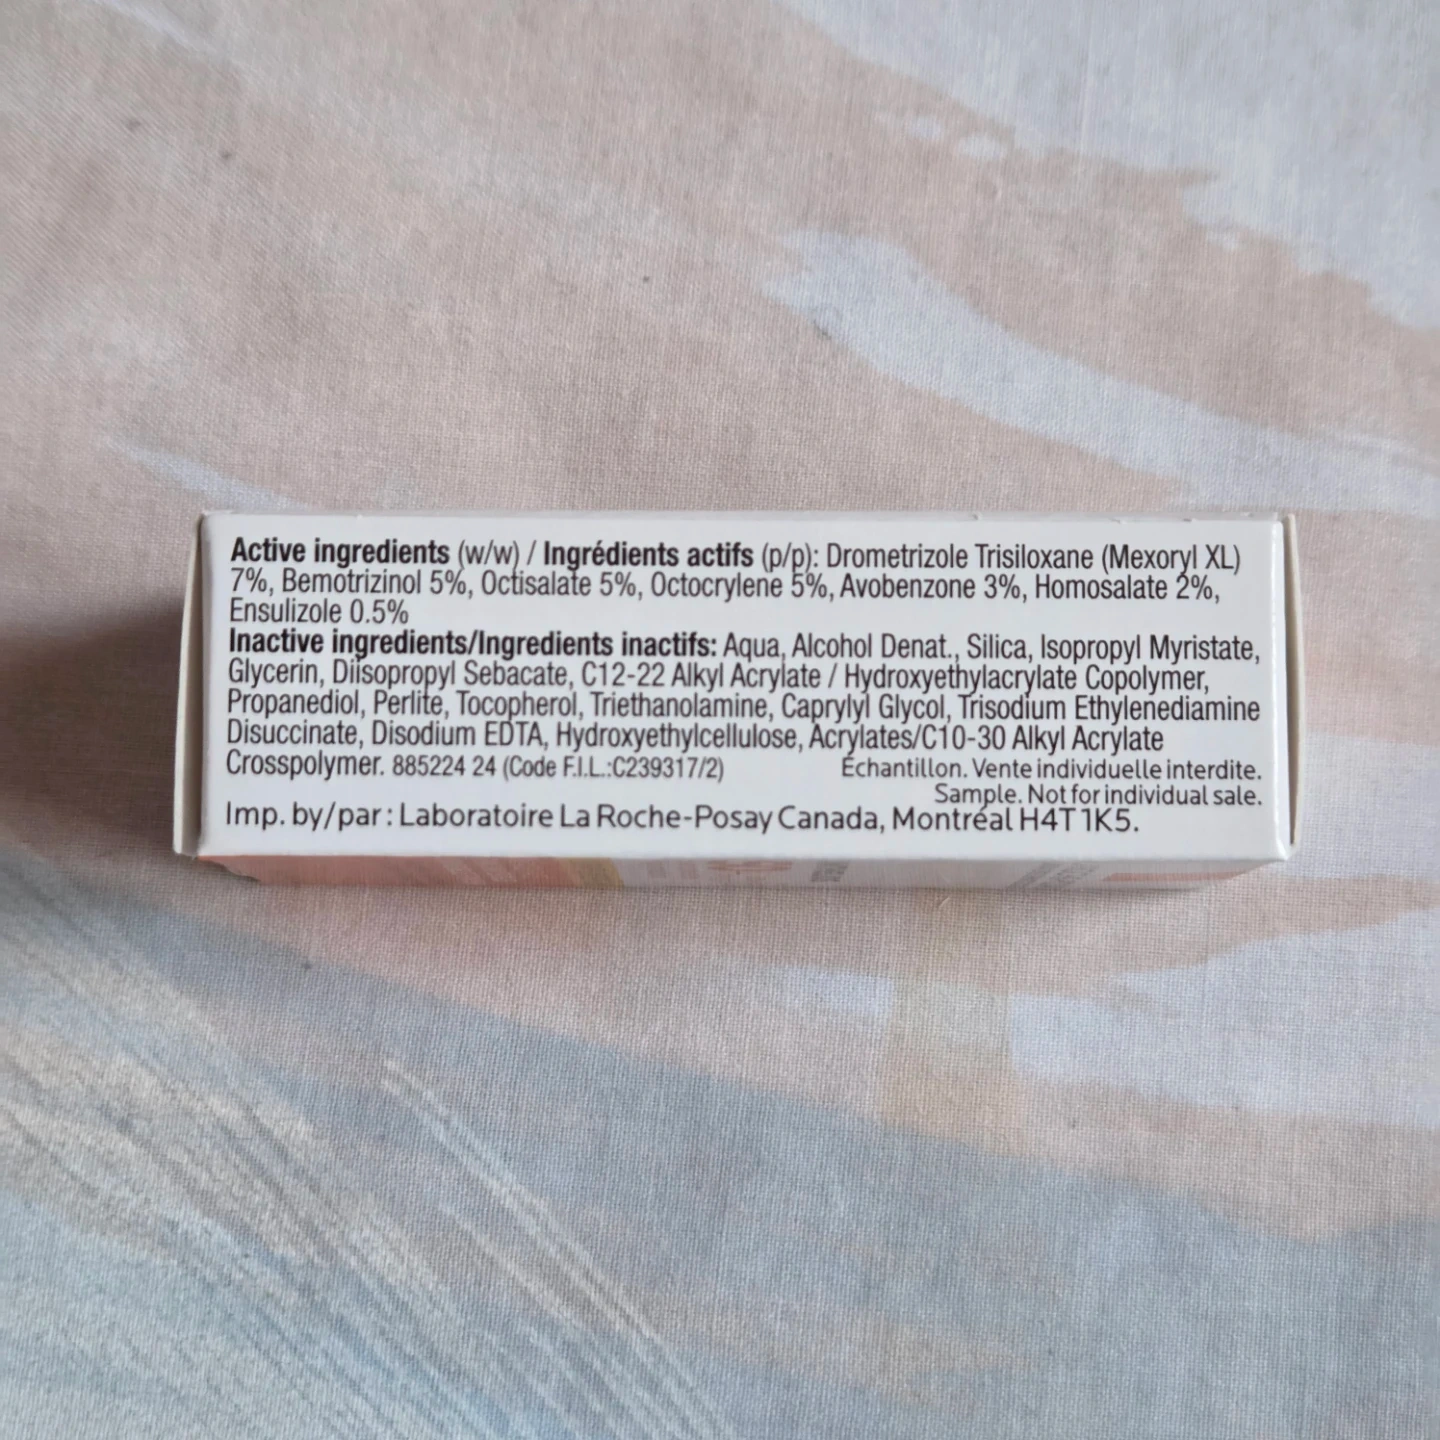 Active ingredients (w/w) / Ingrédients actifs (p/p): Drometrizole Trisiloxane (Mexoryl XL)
7%, Bemotrizinol 5%, Octisalate 5%, Octocrylene 5%, Avobenzone 3%, Homosalate 2%,
Ensulizole 0.5%
Inactive ingredients/Ingredients inactifs: Aqua, Alcohol Denat., Silica, Isopropyl Myristate,
Glycerin, Diisopropyl Sebacate, C12-22 Alkyl Acrylate / Hydroxyethylacrylate Copolymer,
Propanediol, Perlite, Tocopherol, Triethanolamine, Caprylyl Glycol, Trisodium Ethylenediamine
Disuccinate, Disodium EDTA, Hydroxyethylcellulose, Acrylates/C10-30 Alkyl Acrylate
Crosspolymer. 885224 24 (Code F.I.L.:C239317/2)
Échantillon. Vente individuelle interdite.
Sample. Not for individual sale.
Imp. by/par : Laboratoire La Roche-Posay Canada, Montréal H4T 1K5.